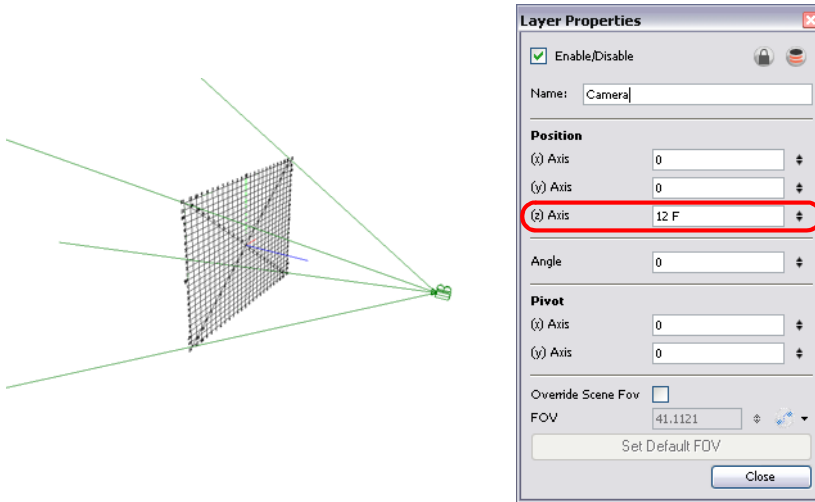 Layer Properties
Enable/Disable
Name: Camera
Position
(x) Axis 0
(y) Axis 0
(z) Axis 12 F
Angle 0
Pivot
(x) Axis 0
(y) Axis 0
Override Scene Fov
FOV 41.1121
Set Default FOV
Close